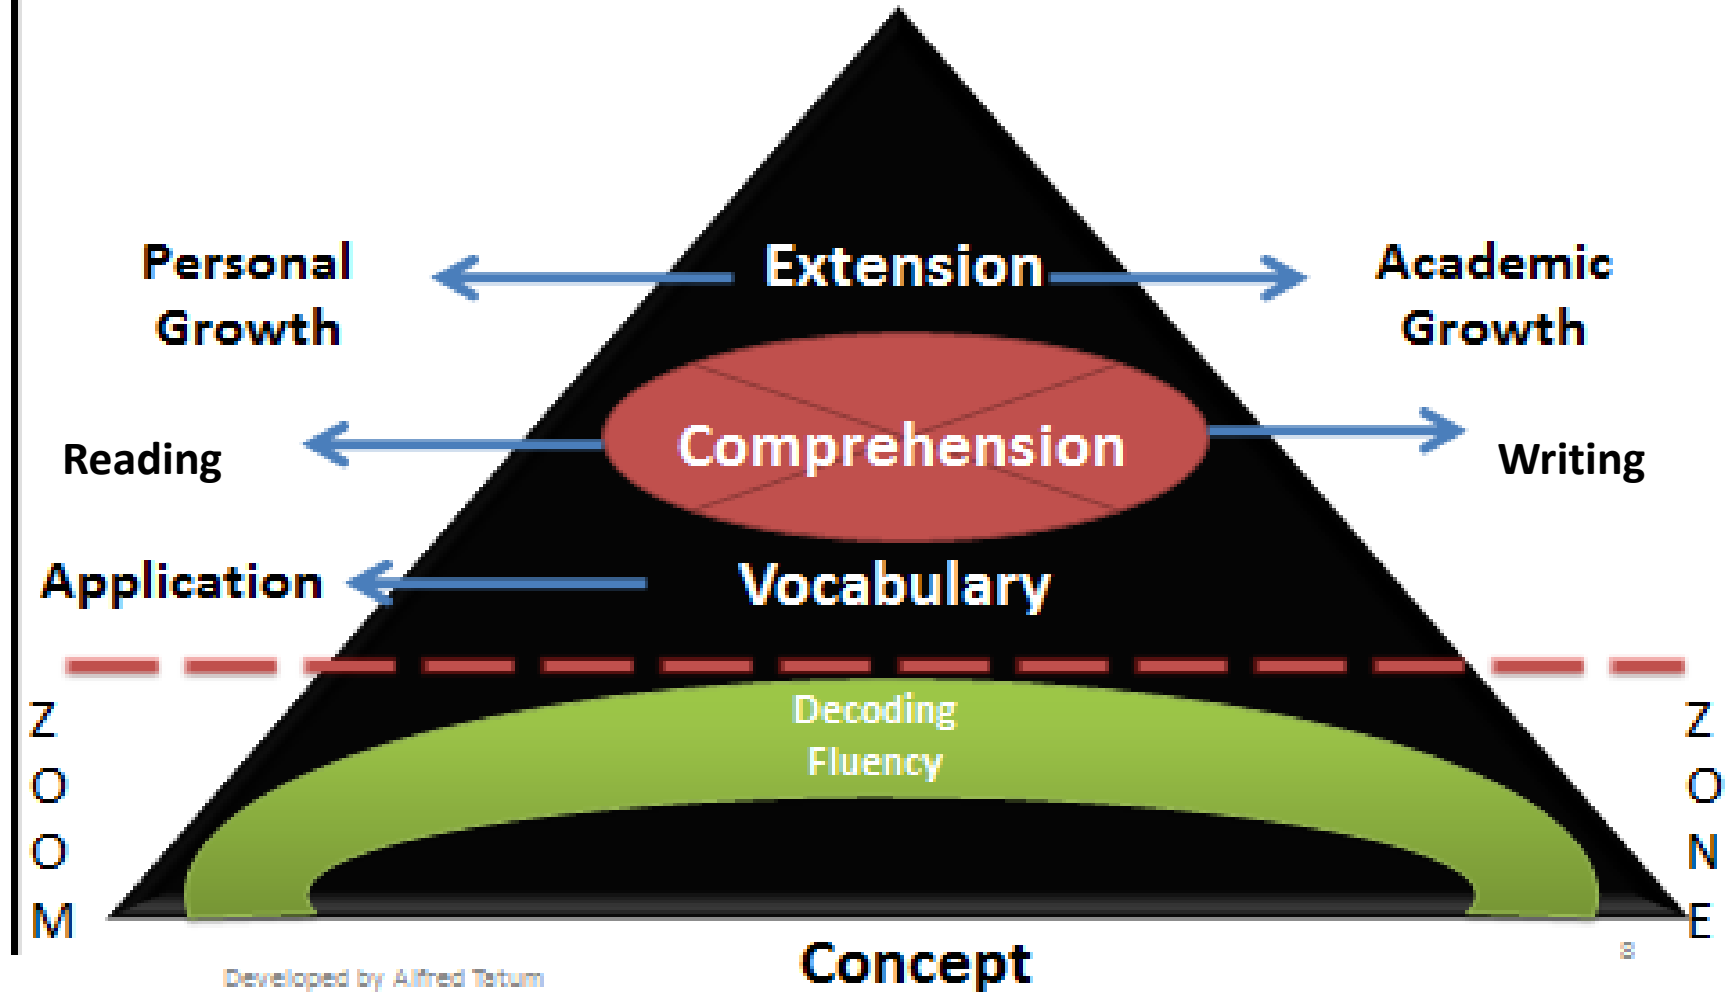 Personal
Growth
Extension
Academic
Growth
Reading
Comprehension
Writing
Application
Vocabulary
Decoding
Fluency
Z
O
O
M
Z
O
N
E
Concept
Developed by Alfred Tatum
8